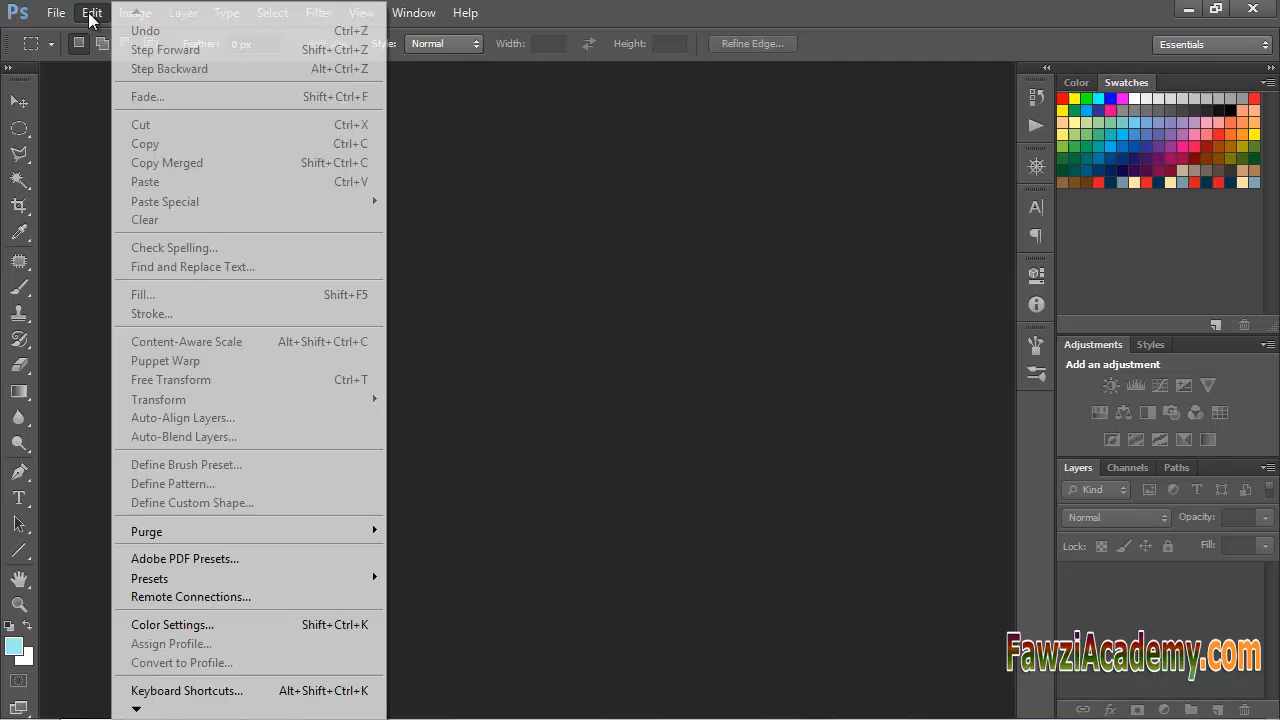 Ps File Edit Image Layer Type Select Filter View Window Help
Feather: 0 px Style: Normal Width: Height: Refine Edge... Essentials
Undo Ctrl+Z
Step Forward Shift+Ctrl+Z
Step Backward Alt+Ctrl+Z
Fade... Shift+Ctrl+F
Cut Ctrl+X
Copy Ctrl+C
Copy Merged Shift+Ctrl+C
Paste Ctrl+V
Paste Special
Clear
Check Spelling...
Find and Replace Text...
Fill... Shift+F5
Stroke...
Content-Aware Scale Alt+Shift+Ctrl+C
Puppet Warp
Free Transform Ctrl+T
Transform
Auto-Align Layers...
Auto-Blend Layers...
Define Brush Preset...
Define Pattern...
Define Custom Shape...
Purge
Adobe PDF Presets...
Presets
Remote Connections...
Color Settings... Shift+Ctrl+K
Assign Profile...
Convert to Profile...
Keyboard Shortcuts... Alt+Shift+Ctrl+K
Color Swatches
Adjustments Styles
Add an adjustment
Layers Channels Paths
Kind
Normal Opacity:
Lock: Fill:
FawziAcademy.com